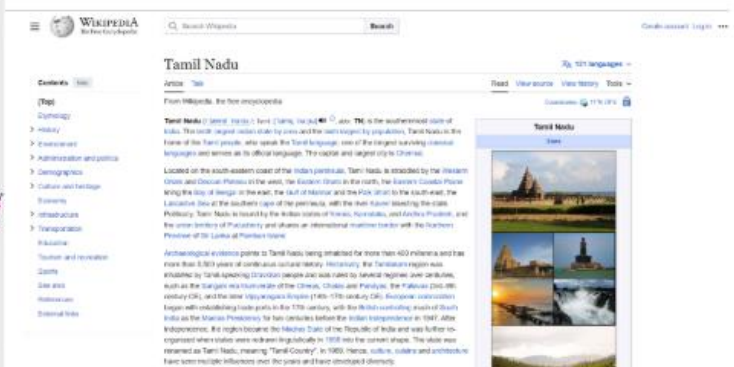 WIKIPEDIA
The Free Encyclopedia
Search Wikipedia
Search
Create account Log in
Tamil Nadu
121 languages
Contents hide
Article Talk
Read View source View history Tools
(Top)
From Wikipedia, the free encyclopedia
Coordinates
Etymology
History
Environment
Administration and politics
Demographics
Culture and heritage
Economy
Infrastructure
Transportation
Education
Tourism and recreation
Sports
See also
References
External links
Tamil Nadu is the southernmost state of
India. The tenth largest Indian state by area and the sixth largest by population, Tamil Nadu is the
home of the Tamil people, who speak the Tamil language, one of the longest surviving classical
languages and serves as its official language. The capital and largest city is Chennai.
Located on the south-eastern coast of the Indian peninsula, Tamil Nadu is straddled by the Western
Ghats and Deccan Plateau in the west, the Eastern Ghats in the north, the Eastern Coastal Plains
lining the Bay of Bengal in the east, the Gulf of Mannar and the Palk Strait to the south-east, the
Laccadive Sea at the southern cape of the peninsula, with the river Kaveri bisecting the state.
Politically, Tamil Nadu is bound by the Indian states of Kerala, Karnataka, and Andhra Pradesh, and
the union territory of Puducherry and shares an international maritime border with the Northern
Province of Sri Lanka at Pamban Island.
Archaeological evidence points to Tamil Nadu being inhabited for more than 400 millennia and has
more than 5,500 years of continuous cultural history. Historically, the Tamilakam region was
inhabited by Tamil-speaking Dravidian people and was ruled by several regimes over centuries,
such as the Sangam era triumvirate of the Cheras, Cholas and Pandyas, the Pallavas (3rd–9th
century CE), and the later Vijayanagara Empire (14th–17th century CE). European colonization
began with establishing trade ports in the 17th century, with the British controlling much of South
India as the Madras Presidency for two centuries before the Indian Independence in 1947. After
independence, the region became the Madras State of the Republic of India and was further re-
organized when states were redrawn linguistically in 1956 into the current shape. The state was
renamed as Tamil Nadu, meaning "Tamil Country", in 1969. Hence, culture, cuisine and architecture
have seen multiple influences over the years and have developed diversely.
Tamil Nadu
State